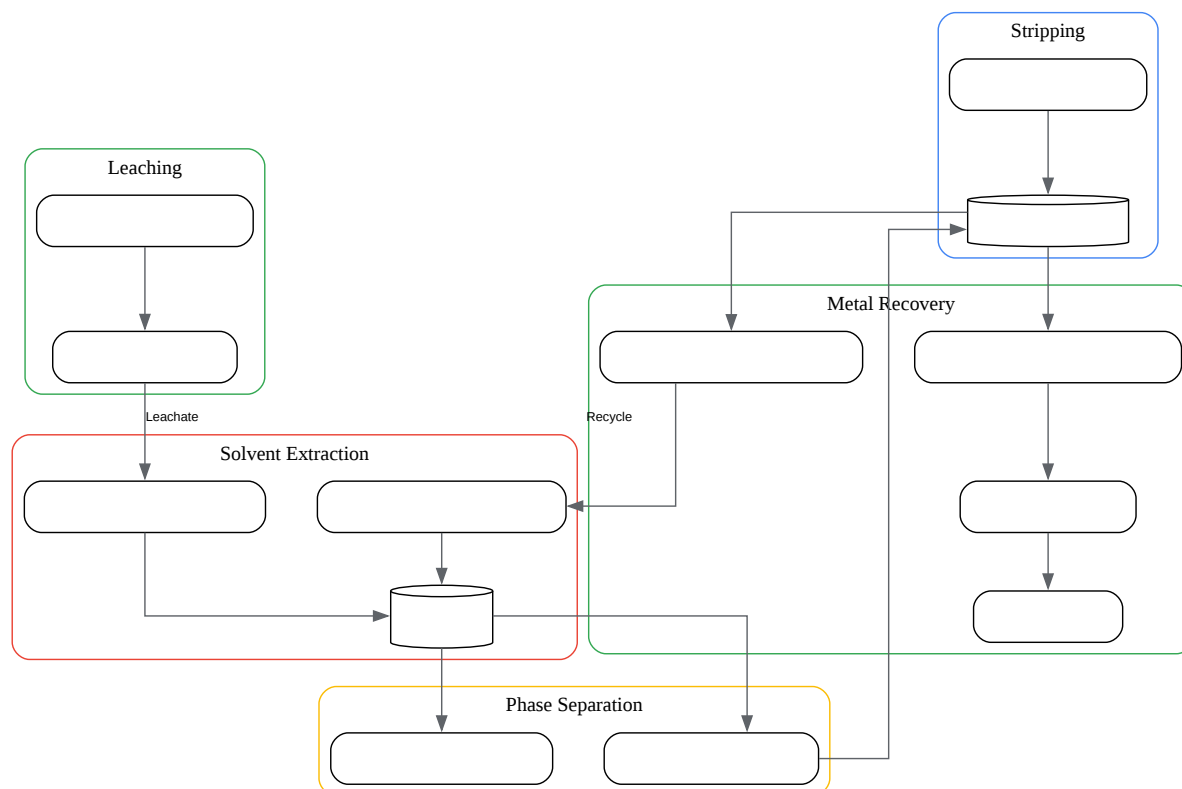 Stripping
Leaching
Metal Recovery
Leachate
Recycle
Solvent Extraction
Phase Separation